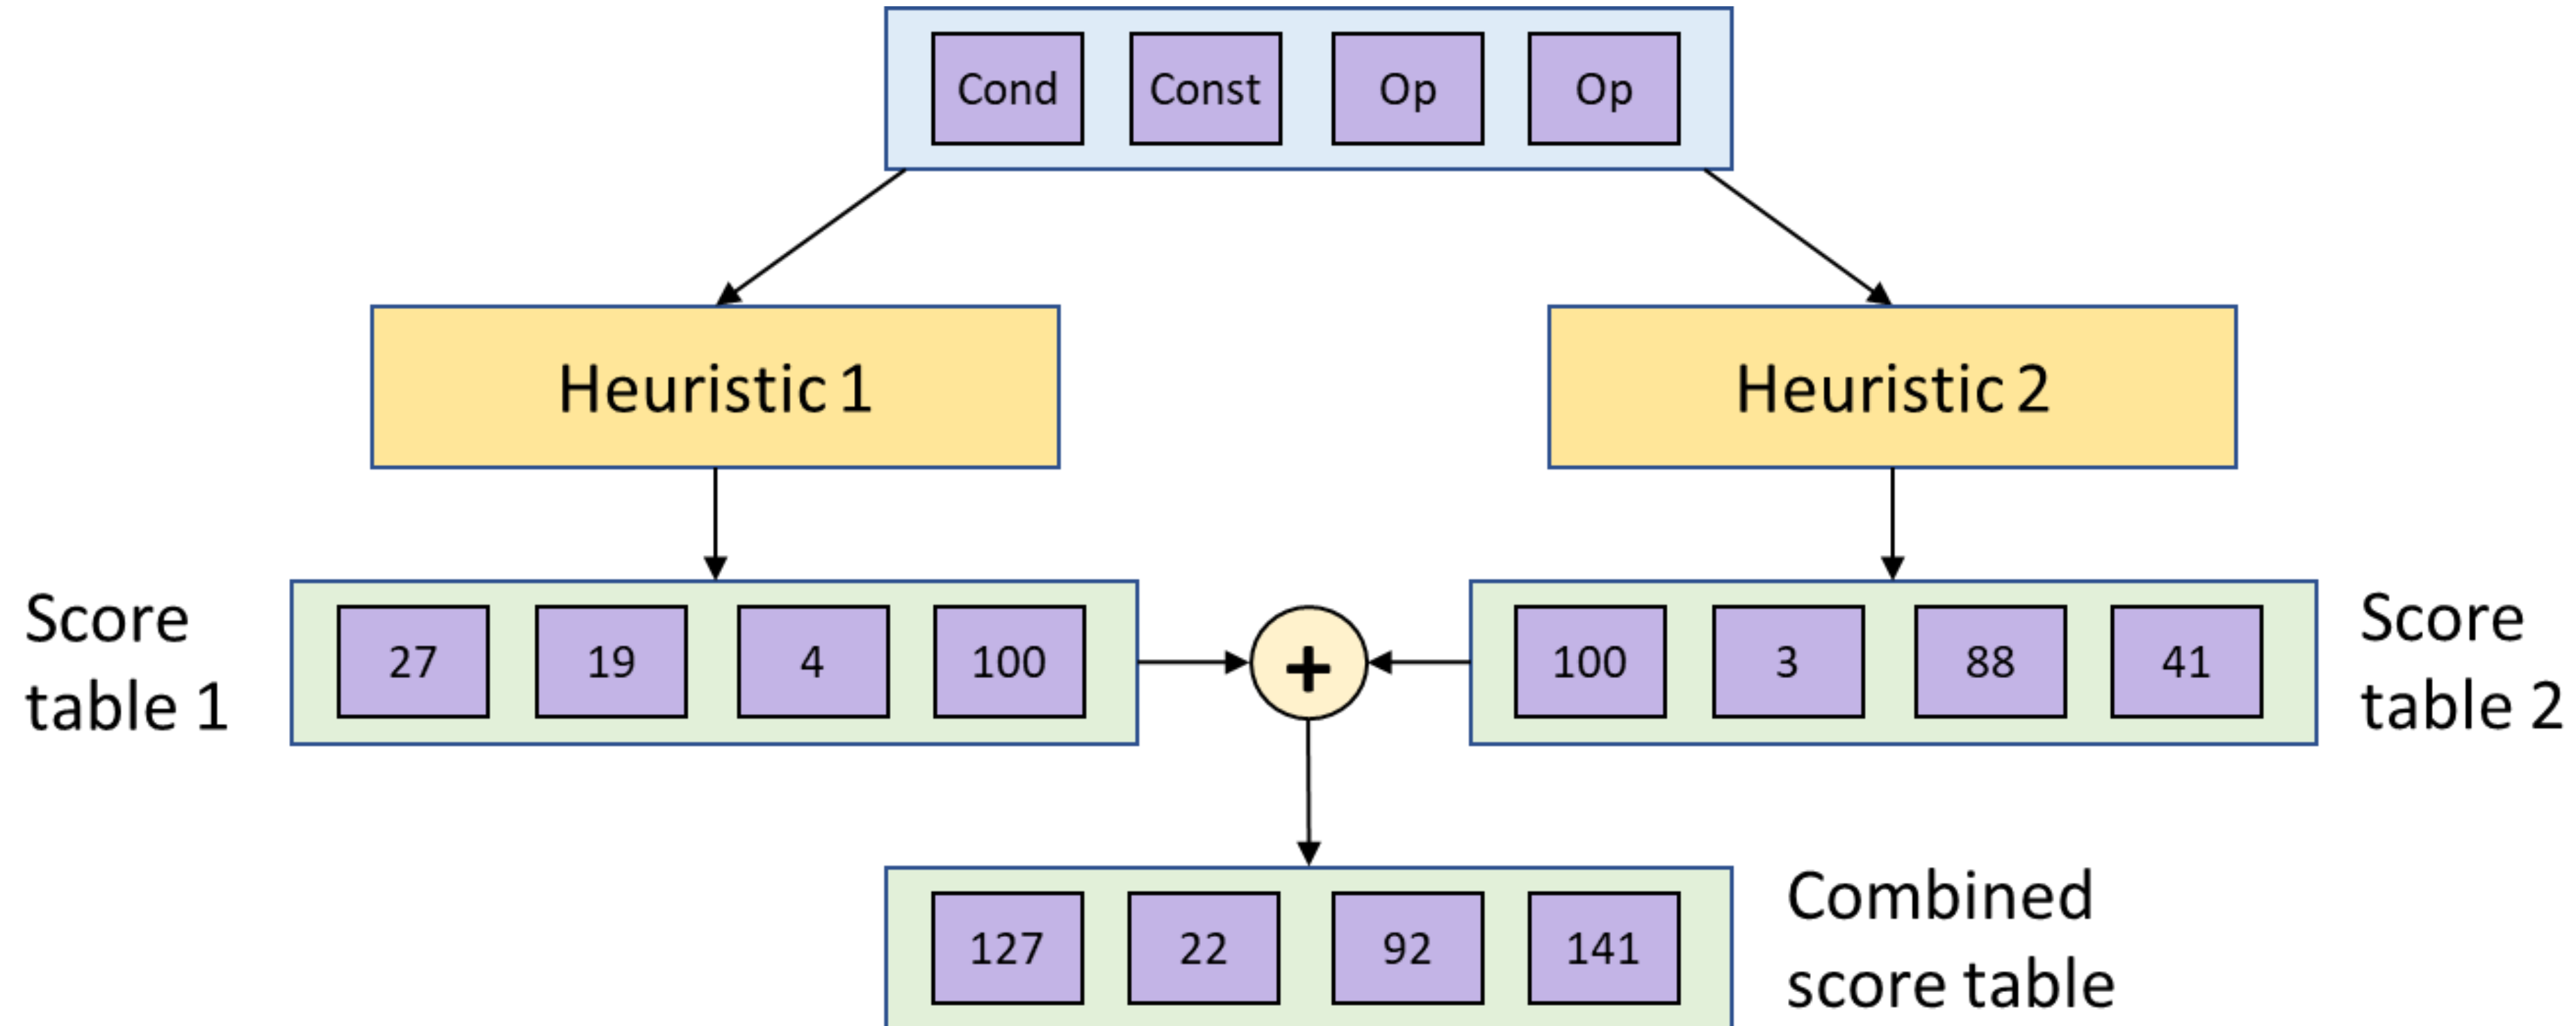 Cond Const Op Op
Heuristic 1 Heuristic 2
Score
table 1
27 19 4 100
+
100 3 88 41
Score
table 2
127 22 92 141
Combined
score table